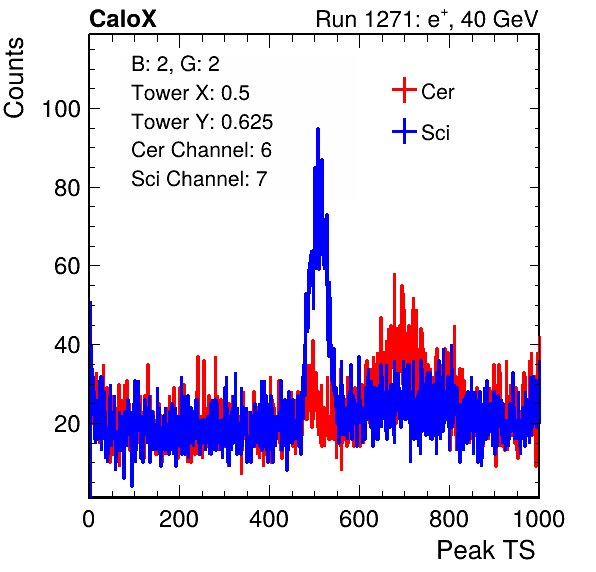 CaloX Run 1271: e⁺, 40 GeV
B: 2, G: 2
Tower X: 0.5
Tower Y: 0.625
Cer Channel: 6
Sci Channel: 7
Cer
Sci
Counts
100
80
60
40
20
0 200 400 600 800 1000
Peak TS